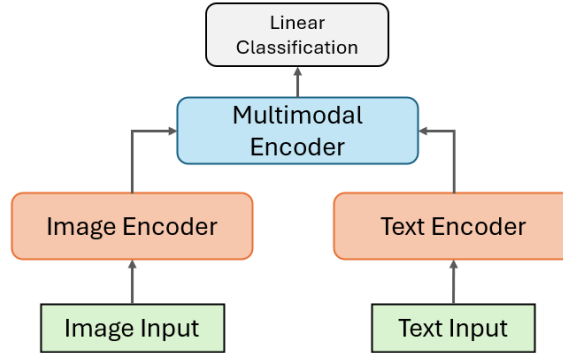 Linear
Classification
Multimodal
Encoder
Image Encoder
Text Encoder
Image Input
Text Input